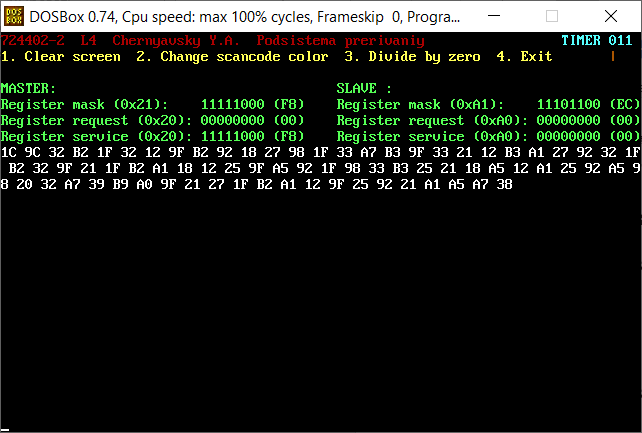 DOSBox 0.74, Cpu speed: max 100% cycles, Frameskip 0, Progra...
724402-2 L4 Chernyavsky Y.A. Podsistema prerivaniy TIMER 011
1. Clear screen 2. Change scancode color 3. Divide by zero 4. Exit |
MASTER: SLAVE :
Register mask (0x21): 11111000 (F8) Register mask (0xA1): 11101100 (EC)
Register request (0x20): 00000000 (00) Register request (0xA0): 00000000 (00)
Register service (0x20): 11111000 (F8) Register service (0xA0): 00000000 (00)
1C 9C 32 B2 1F 32 12 9F B2 92 18 27 98 1F 33 A7 B3 9F 33 21 12 B3 A1 27 92 32 1F
B2 32 9F 21 1F B2 A1 18 12 25 9F A5 92 1F 98 33 B3 25 21 18 A5 12 A1 25 92 A5 9
8 20 32 A7 39 B9 A0 9F 21 27 1F B2 A1 12 9F 25 92 21 A1 A5 A7 38